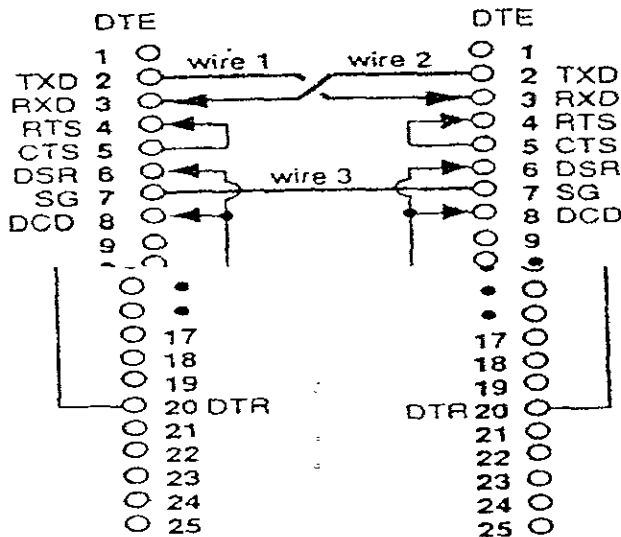 DTE DTE
1 1
TXD 2 wire 1 wire 2 2 TXD
RXD 3 3 RXD
RTS 4 4 RTS
CTS 5 5 CTS
DSR 6 6 DSR
SG 7 wire 3 7 SG
DCD 8 8 DCD
9 9
17 17
18 18
19 19
20 DTR DTR 20
21 21
22 22
23 23
24 24
25 25